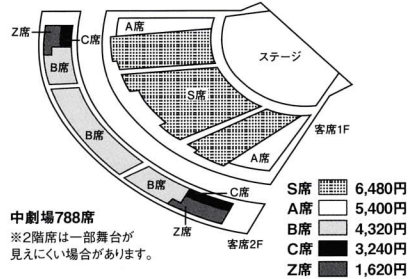 A席
ステージ
Z席
C席
B席
S席
B席
客席1F
A席
B席
C席
Z席
客席2F
中劇場788席
※2階席は一部舞台が
見えにくい場合があります。
S席 6,480円
A席 5,400円
B席 4,320円
C席 3,240円
Z席 1,620円